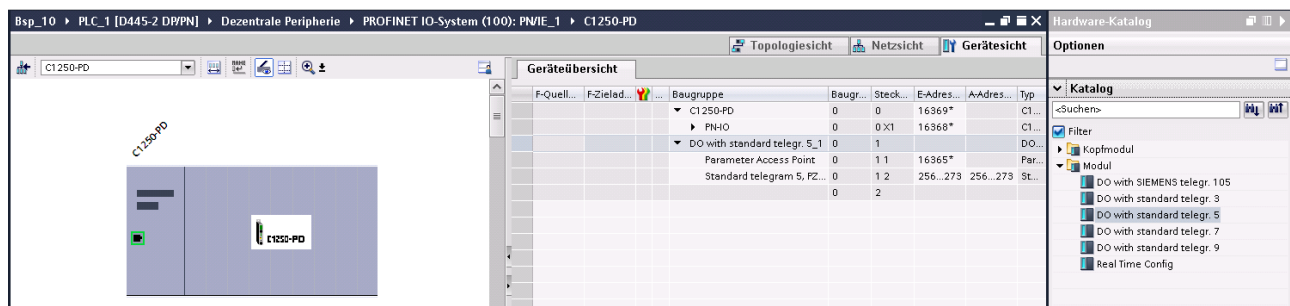 Bsp_10 ▸ PLC_1 [D445-2 DP/PN] ▸ Dezentrale Peripherie ▸ PROFINET IO-System (100): PN/IE_1 ▸ C1250-PD
Hardware-Katalog
Topologiesicht Netzsicht Gerätesicht
Optionen
C1250-PD
Geräteübersicht
F-Quell... F-Zielad... ... Baugruppe Baugr... Steck... E-Adres... A-Adres... Typ
C1250-PD 0 0 16369* C1...
PN-IO 0 0 X1 16368* C1...
DO with standard telegr. 5_1 0 1 DO...
Parameter Access Point 0 1 1 16365* Par...
Standard telegram 5, PZ... 0 1 2 256...273 256...273 St...
0 2
C1250-PD
C1250-PD
Katalog
<Suchen>
Filter
Kopfmodul
Modul
DO with SIEMENS telegr. 105
DO with standard telegr. 3
DO with standard telegr. 5
DO with standard telegr. 7
DO with standard telegr. 9
Real Time Config